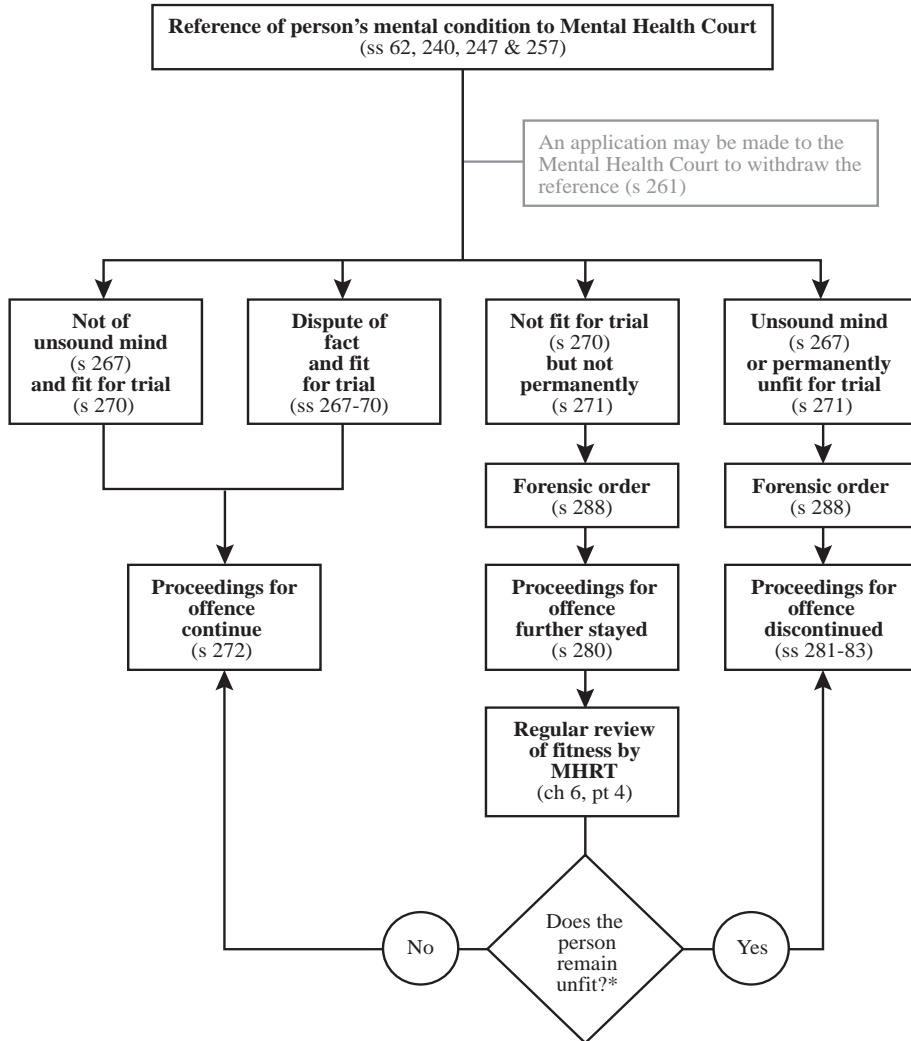 Reference of person’s mental condition to Mental Health Court
(ss 62, 240, 247 & 257)
An application may be made to the
Mental Health Court to withdraw the
reference (s 261)
Not of
unsound mind
(s 267)
and fit for trial
(s 270)
Dispute of
fact
and fit
for trial
(ss 267-70)
Not fit for trial
(s 270)
but not
permanently
(s 271)
Unsound mind
(s 267)
or permanently
unfit for trial
(s 271)
Forensic order
(s 288)
Forensic order
(s 288)
Proceedings for
offence
continue
(s 272)
Proceedings for
offence
further stayed
(s 280)
Proceedings for
offence
discontinued
(ss 281-83)
Regular review
of fitness by
MHRT
(ch 6, pt 4)
No
Does the
person
remain
unfit?*
Yes